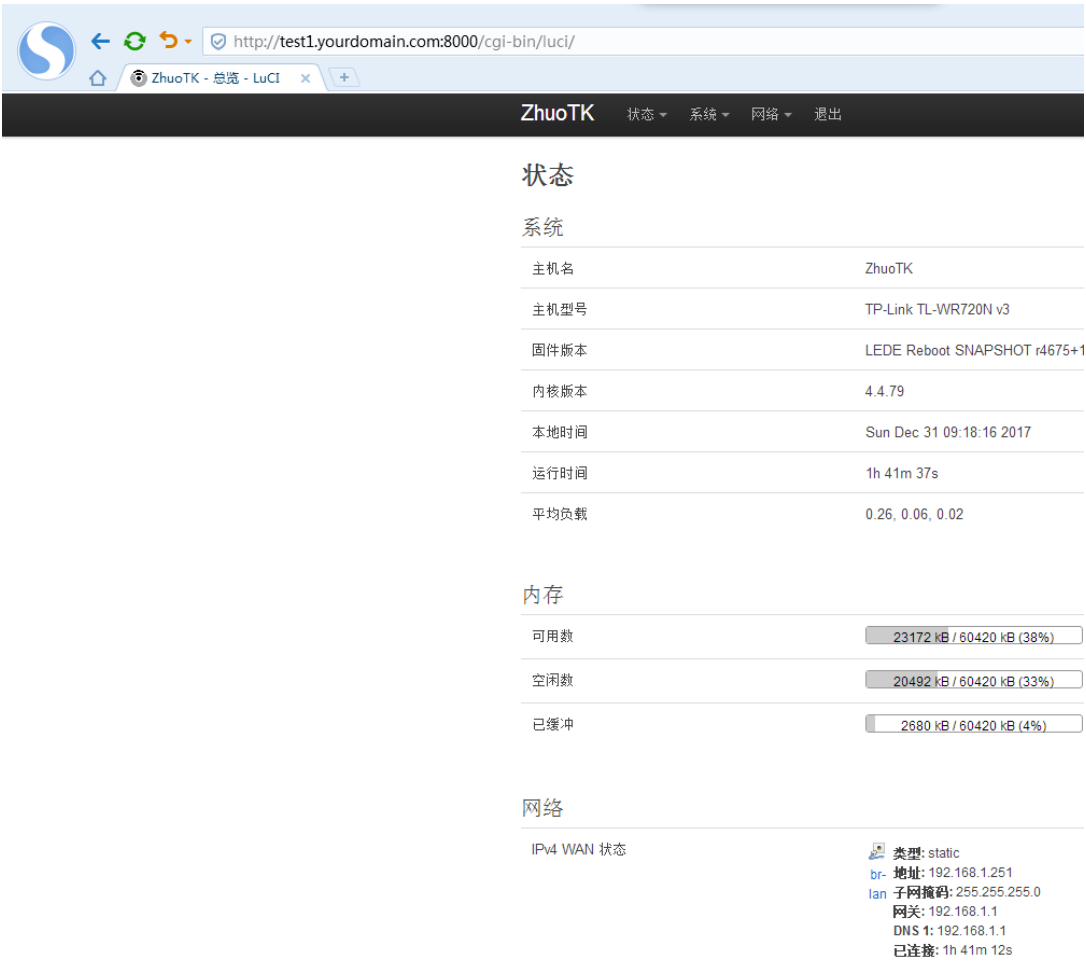 http://test1.yourdomain.com:8000/cgi-bin/luci/
ZhuoTK - 总览 - LuCI
ZhuoTK 状态 系统 网络 退出
状态
系统
主机名 ZhuoTK
主机型号 TP-Link TL-WR720N v3
固件版本 LEDE Reboot SNAPSHOT r4675+1
内核版本 4.4.79
本地时间 Sun Dec 31 09:18:16 2017
运行时间 1h 41m 37s
平均负载 0.26, 0.06, 0.02
内存
可用数 23172 kB / 60420 kB (38%)
空闲数 20492 kB / 60420 kB (33%)
已缓冲 2680 kB / 60420 kB (4%)
网络
IPv4 WAN 状态
br-lan
类型: static
地址: 192.168.1.251
子网掩码: 255.255.255.0
网关: 192.168.1.1
DNS 1: 192.168.1.1
已连接: 1h 41m 12s